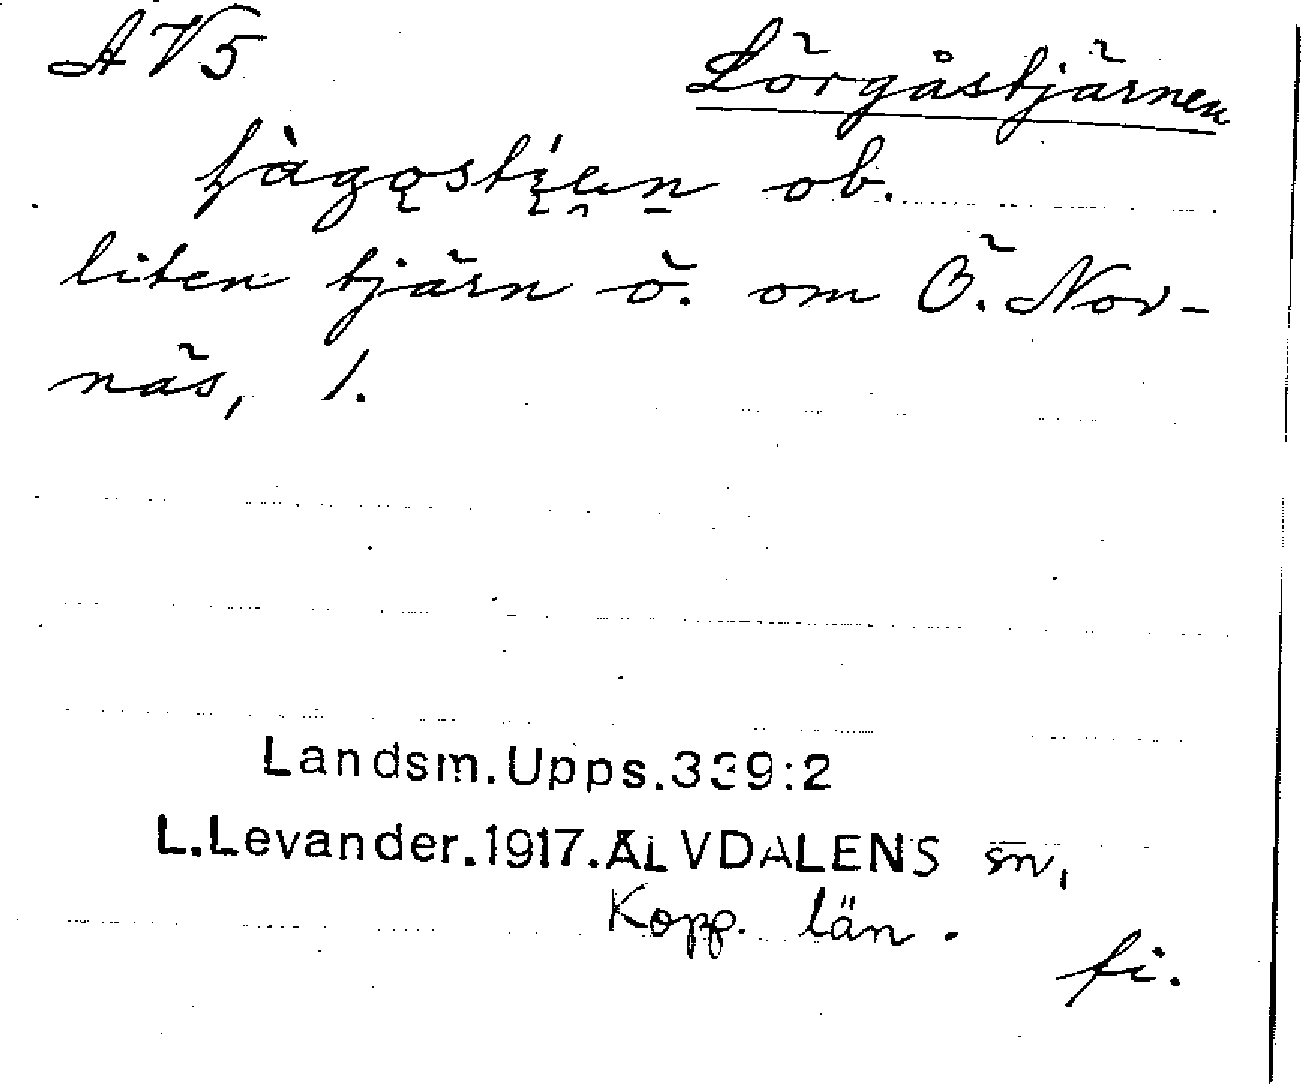 A V 5
Lörgåstjärnen
ob.
liten tjärn ö. om Ö. Nor-
näs, 1.
Landsm.Upps.339:2
L.Levander.1917.ÄLVDALENS sn,
Kopp. län.
fi.